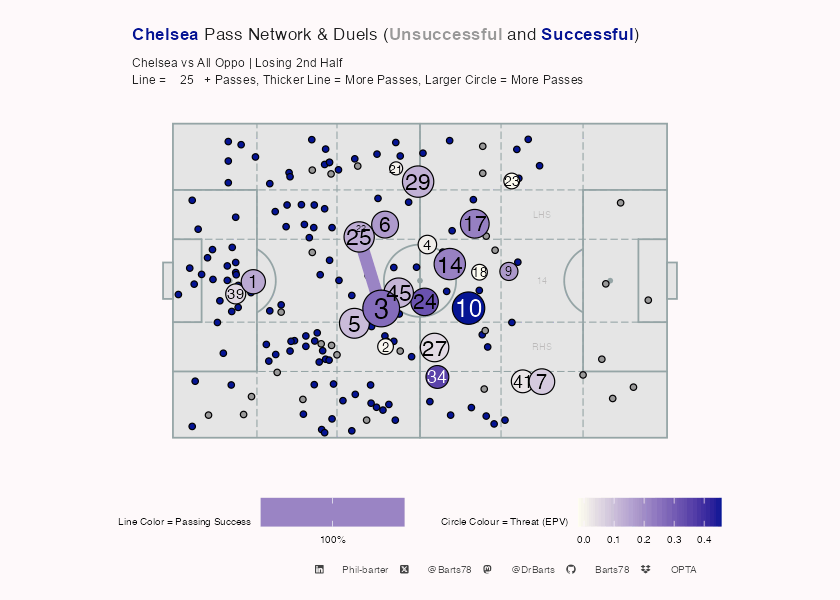 Chelsea Pass Network & Duels (Unsuccessful and Successful)
Chelsea vs All Oppo | Losing 2nd Half
Line = 25 + Passes, Thicker Line = More Passes, Larger Circle = More Passes
21
29
23
17
LHS
6
25
4
14
18
9
14
1
39
45
3
24
10
5
2
27
RHS
34
41
7
Line Color = Passing Success
100%
Circle Colour = Threat (EPV)
0.0 0.1 0.2 0.3 0.4
Phil-barter @Barts78 @DrBarts Barts78 OPTA